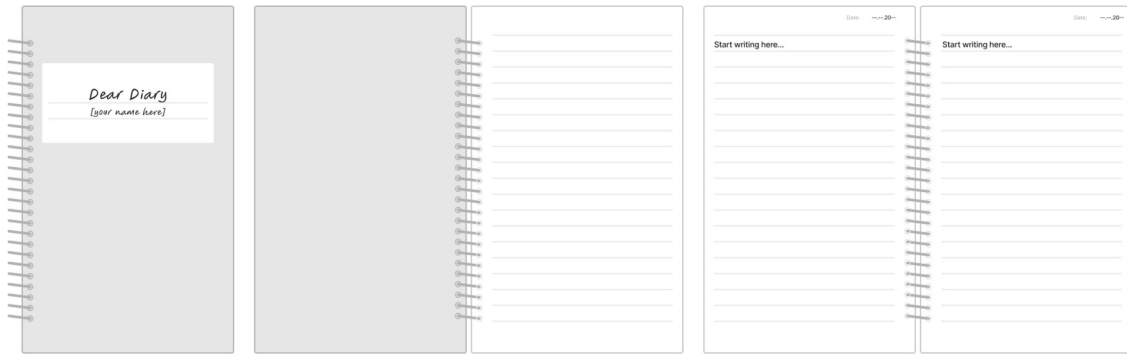 Dear Diary
[your name here]
Date: --.--.20--
Start writing here...
Date: --.--.20--
Start writing here...